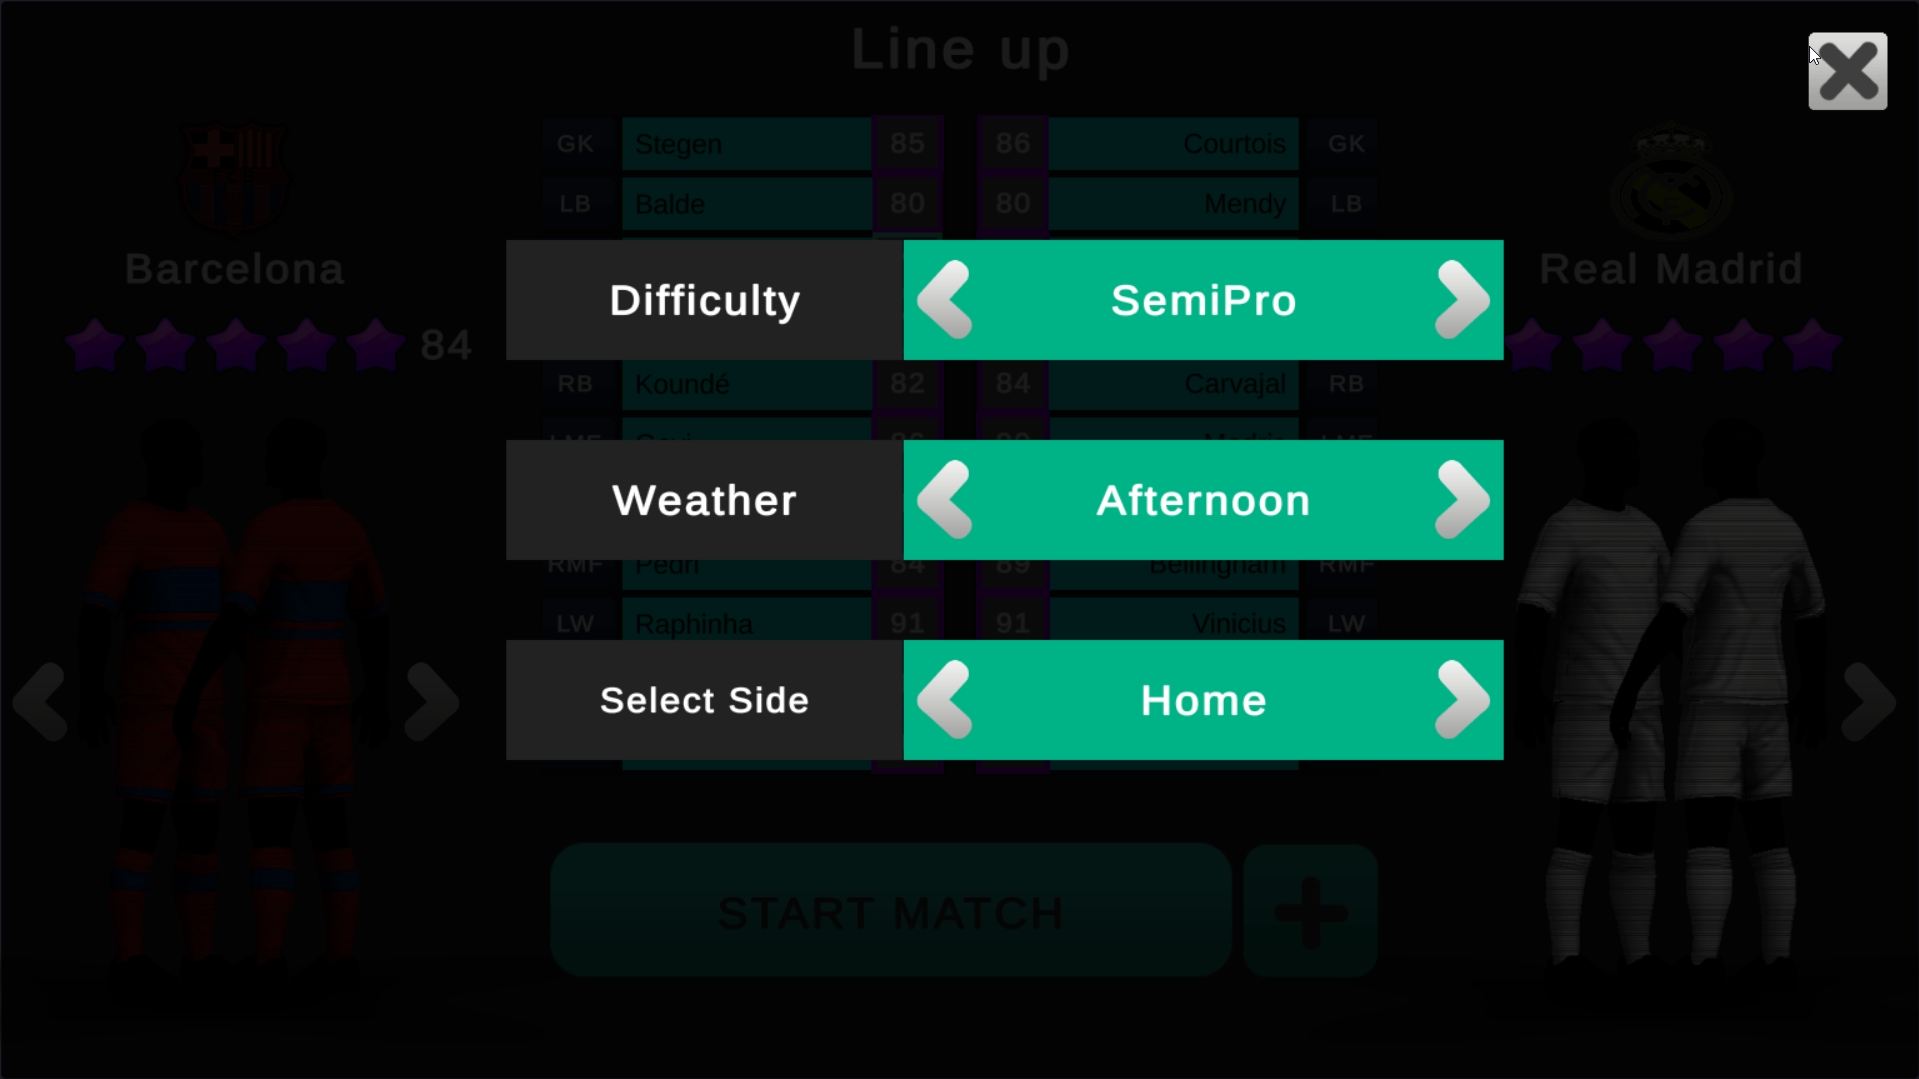 Line up
Barcelona
84
Real Madrid
GK Stegen 85 86 Courtois GK
LB Balde 80 80 Mendy LB
Difficulty SemiPro
RB Koundé 82 84 Carvajal RB
Weather Afternoon
RMF Pedri 84 89 Bellingham RMF
LW Raphinha 91 91 Vinicius LW
Select Side Home
START MATCH